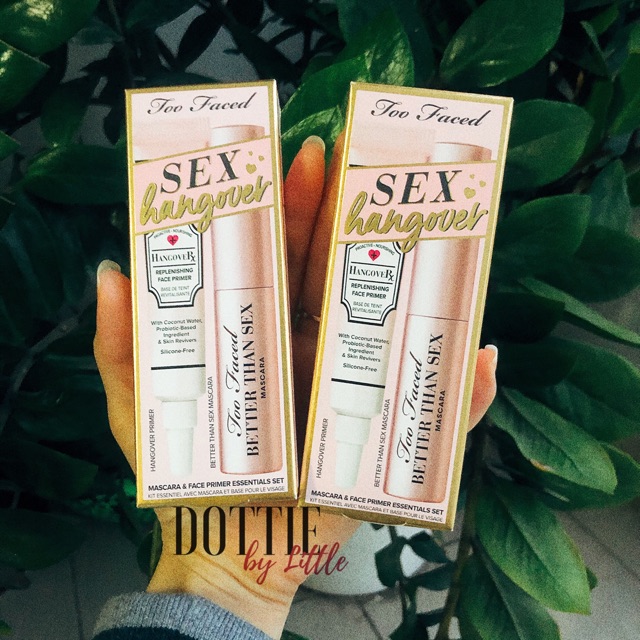 Too Faced
SEX
hangover
PROACTIVE + NOURISHING
HANGOVERX
REPLENISHING
FACE PRIMER
BASE DE TEINT
REVITALISANTE
With Coconut Water,
Probiotic-Based
Ingredient
& Skin Revivers
Silicone-Free
HANGOVER PRIMER
BETTER THAN SEX MASCARA
Too Faced
BETTER THAN SEX
MASCARA
MASCARA & FACE PRIMER ESSENTIALS SET
KIT ESSENTIEL AVEC MASCARA ET BASE POUR LE VISAGE
Too Faced
SEX
hangover
PROACTIVE + NOURISHING
HANGOVERX
REPLENISHING
FACE PRIMER
BASE DE TEINT
REVITALISANTE
With Coconut Water,
Probiotic-Based
Ingredient
& Skin Revivers
Silicone-Free
HANGOVER PRIMER
BETTER THAN SEX MASCARA
Too Faced
BETTER THAN SEX
MASCARA
MASCARA & FACE PRIMER ESSENTIALS SET
KIT ESSENTIEL AVEC MASCARA ET BASE POUR LE VISAGE
DOTTIE
by Little